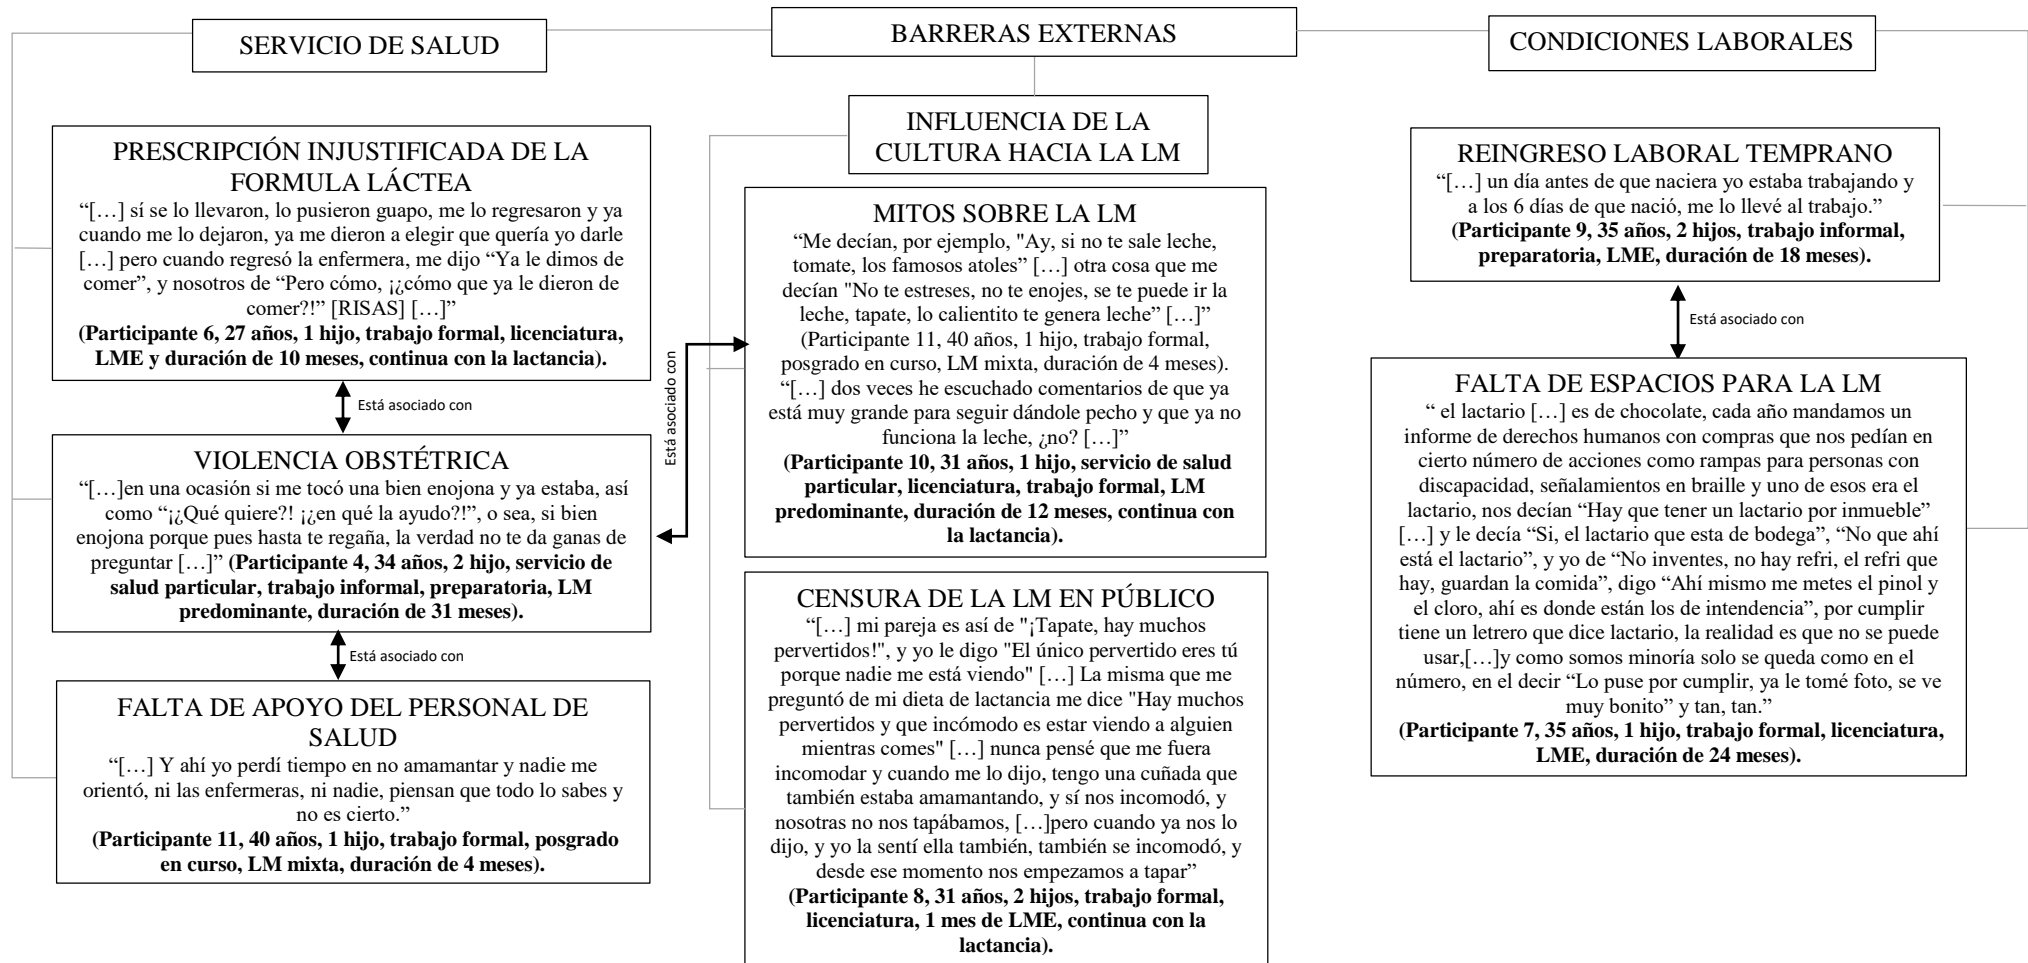 BARRERAS EXTERNAS
SERVICIO DE SALUD
PRESCRIPCIÓN INJUSTIFICADA DE LA
FORMULA LÁCTEA
“[…] sí se lo llevaron, lo pusieron guapo, me lo regresaron y ya
cuando me lo dejaron, ya me dieron a elegir que quería yo darle
[…] pero cuando regresó la enfermera, me dijo “Ya le dimos de
comer”, y nosotros de “Pero cómo, ¡¿cómo que ya le dieron de
comer?!” [RISAS] […]”
(Participante 6, 27 años, 1 hijo, trabajo formal, licenciatura,
LME y duración de 10 meses, continua con la lactancia).
Está asociado con
VIOLENCIA OBSTÉTRICA
“[…]en una ocasión si me tocó una bien enojona y ya estaba, así
como “¡¿Qué quiere?! ¡¿en qué la ayudo?!”, o sea, si bien
enojona porque pues hasta te regaña, la verdad no te da ganas de
preguntar […]” (Participante 4, 34 años, 2 hijo, servicio de
salud particular, trabajo informal, preparatoria, LM
predominante, duración de 31 meses).
Está asociado con
FALTA DE APOYO DEL PERSONAL DE
SALUD
“[…] Y ahí yo perdí tiempo en no amamantar y nadie me
orientó, ni las enfermeras, ni nadie, piensan que todo lo sabes y
no es cierto.”
(Participante 11, 40 años, 1 hijo, trabajo formal, posgrado
en curso, LM mixta, duración de 4 meses).
Está asociado con
INFLUENCIA DE LA
CULTURA HACIA LA LM
MITOS SOBRE LA LM
“Me decían, por ejemplo, "Ay, si no te sale leche,
tomate, los famosos atoles” […] otra cosa que me
decían "No te estreses, no te enojes, se te puede ir la
leche, tapate, lo calientito te genera leche” […]”
(Participante 11, 40 años, 1 hijo, trabajo formal,
posgrado en curso, LM mixta, duración de 4 meses).
“[…] dos veces he escuchado comentarios de que ya
está muy grande para seguir dándole pecho y que ya no
funciona la leche, ¿no? […]”
(Participante 10, 31 años, 1 hijo, servicio de salud
particular, licenciatura, trabajo formal, LM
predominante, duración de 12 meses, continua con
la lactancia).
CENSURA DE LA LM EN PÚBLICO
“[…] mi pareja es así de "¡Tapate, hay muchos
pervertidos!", y yo le digo "El único pervertido eres tú
porque nadie me está viendo" […] La misma que me
preguntó de mi dieta de lactancia me dice "Hay muchos
pervertidos y que incómodo es estar viendo a alguien
mientras comes" […] nunca pensé que me fuera
incomodar y cuando me lo dijo, tengo una cuñada que
también estaba amamantando, y sí nos incomodó, y
nosotras no nos tapábamos, […]pero cuando ya nos lo
dijo, y yo la sentí ella también, también se incomodó, y
desde ese momento nos empezamos a tapar”
(Participante 8, 31 años, 2 hijos, trabajo formal,
licenciatura, 1 mes de LME, continua con la
lactancia).
CONDICIONES LABORALES
REINGRESO LABORAL TEMPRANO
“[…] un día antes de que naciera yo estaba trabajando y
a los 6 días de que nació, me lo llevé al trabajo.”
(Participante 9, 35 años, 2 hijos, trabajo informal,
preparatoria, LME, duración de 18 meses).
Está asociado con
FALTA DE ESPACIOS PARA LA LM
“ el lactario […] es de chocolate, cada año mandamos un
informe de derechos humanos con compras que nos pedían en
cierto número de acciones como rampas para personas con
discapacidad, señalamientos en braille y uno de esos era el
lactario, nos decían “Hay que tener un lactario por inmueble”
[…] y le decía “Si, el lactario que esta de bodega”, “No que ahí
está el lactario”, y yo de “No inventes, no hay refri, el refri que
hay, guardan la comida”, digo “Ahí mismo me metes el pinol y
el cloro, ahí es donde están los de intendencia”, por cumplir
tiene un letrero que dice lactario, la realidad es que no se puede
usar,[…]y como somos minoría solo se queda como en el
número, en el decir “Lo puse por cumplir, ya le tomé foto, se ve
muy bonito” y tan, tan.”
(Participante 7, 35 años, 1 hijo, trabajo formal, licenciatura,
LME, duración de 24 meses).